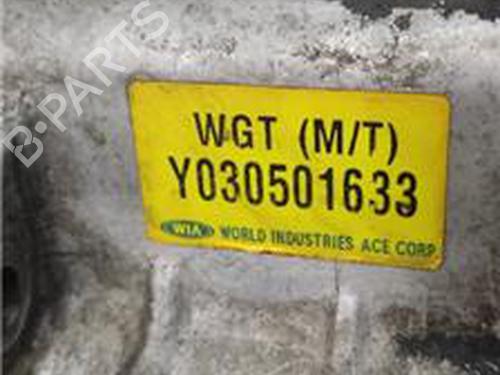 B-PARTS
WGT (M/T)
Y030501633
WIA WORLD INDUSTRIES ACE CORP